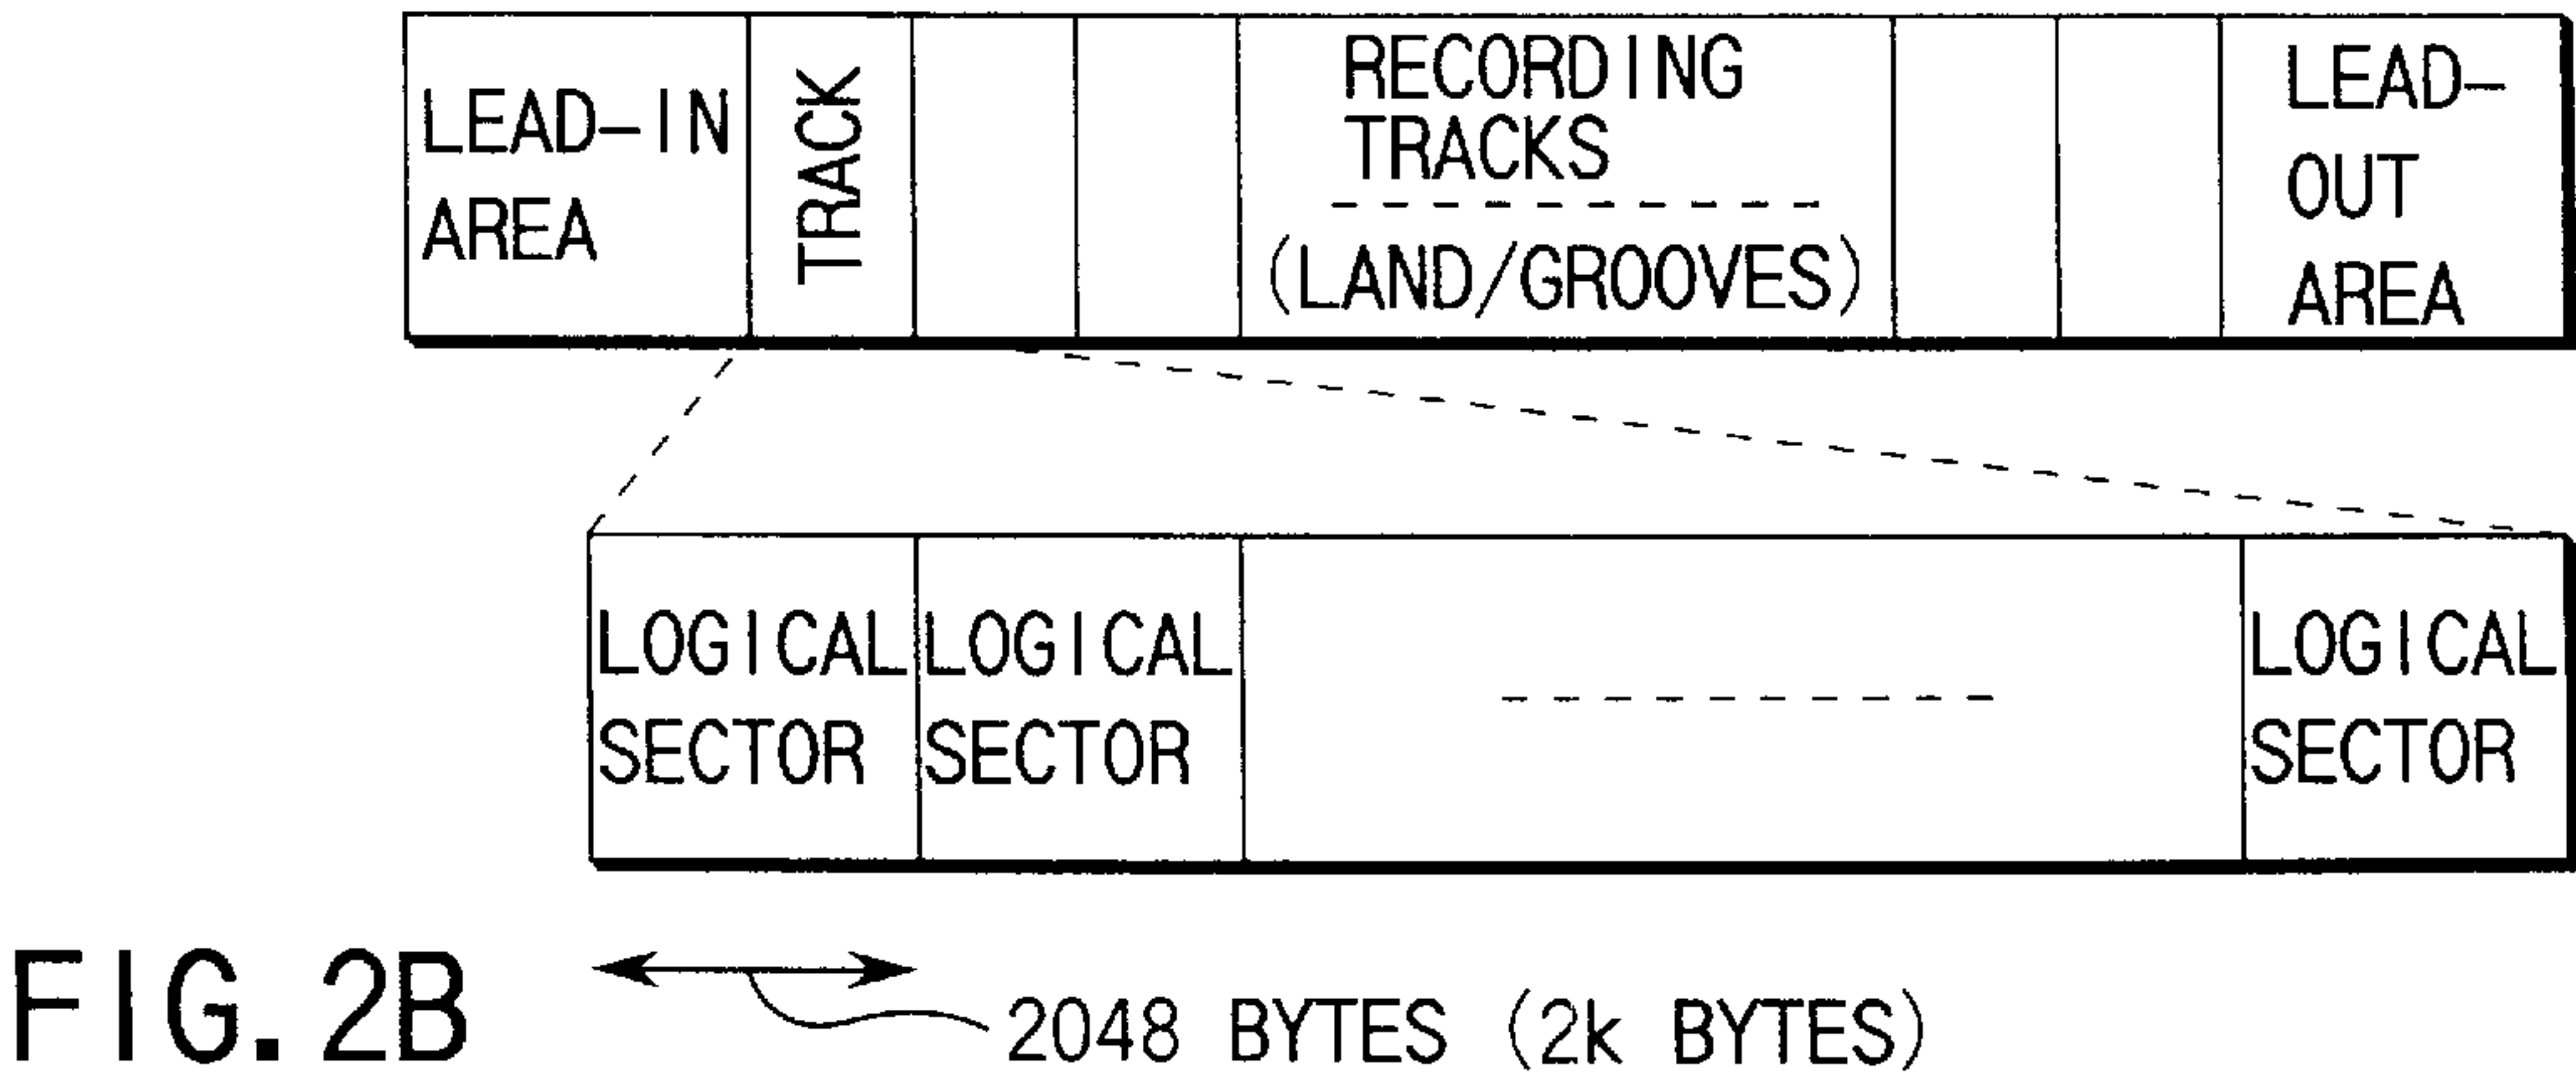 LEAD-IN
AREA
TRACK
RECORDING
TRACKS
(LAND/GROOVES)
LEAD-
OUT
AREA
LOGICAL
SECTOR
LOGICAL
SECTOR
LOGICAL
SECTOR
FIG. 2B
2048 BYTES (2k BYTES)